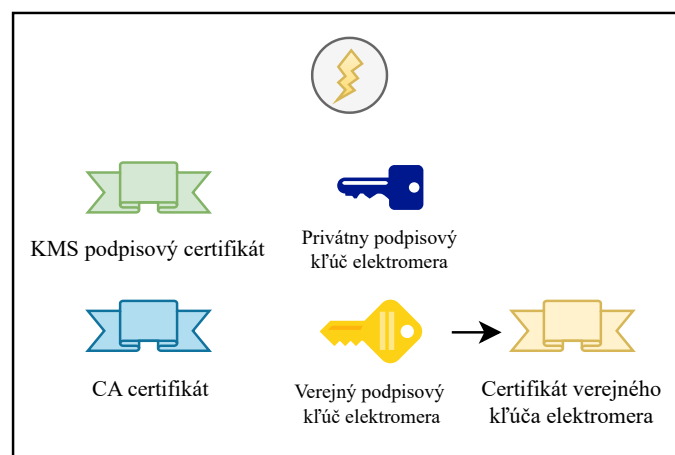 KMS podpisový certifikát
Privátny podpisový
kľúč elektromera
CA certifikát
Verejný podpisový
kľúč elektromera
Certifikát verejného
kľúča elektromera